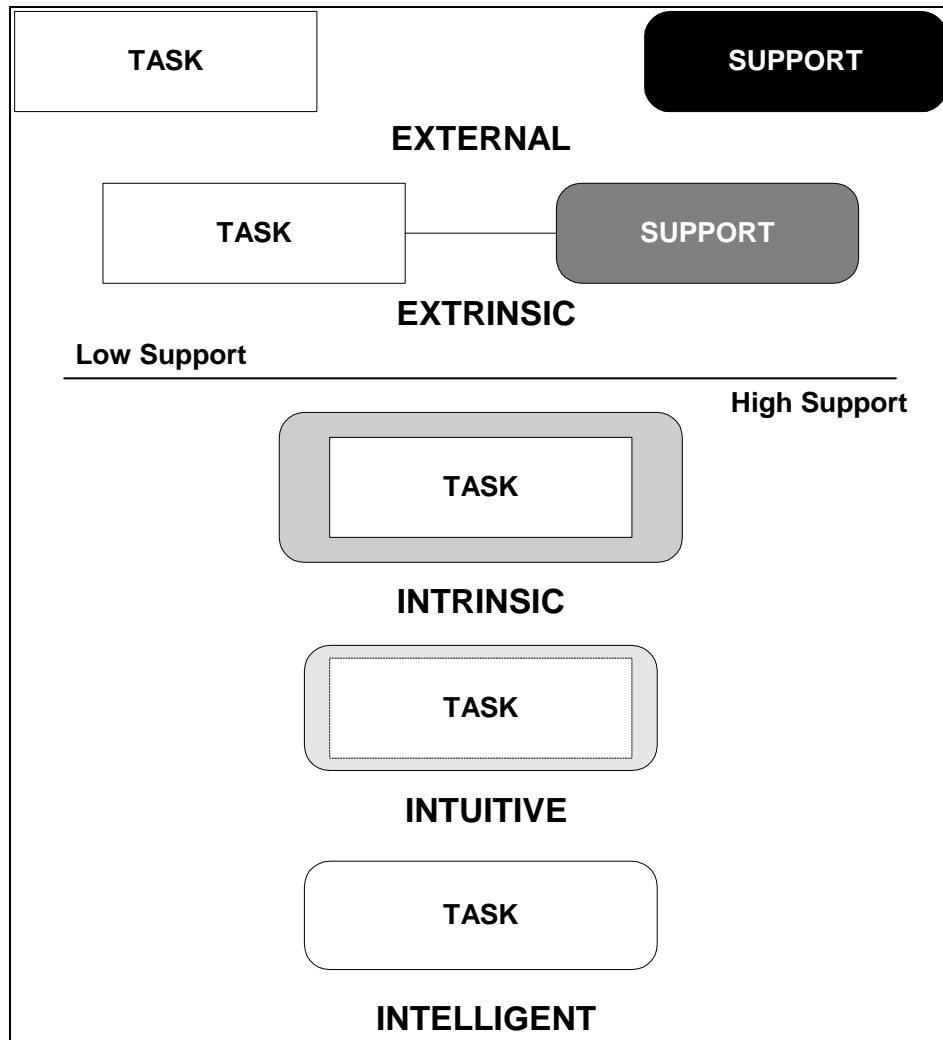 TASK SUPPORT
EXTERNAL
TASK SUPPORT
EXTRINSIC
Low Support
High Support
TASK
INTRINSIC
TASK
INTUITIVE
TASK
INTELLIGENT